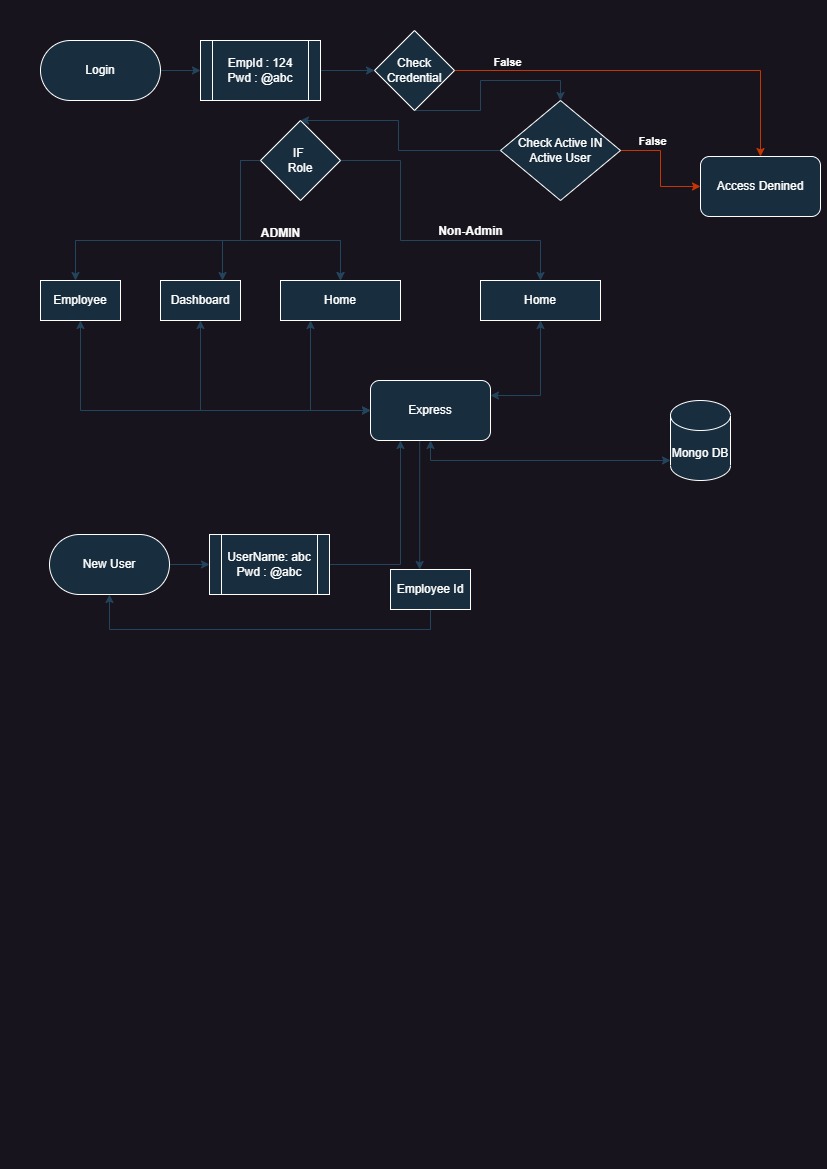 Login
EmpId : 124
Pwd : @abc
Check
Credential
False
Check Active IN
Active User
False
Access Denined
IF
Role
ADMIN
Non-Admin
Employee
Dashboard
Home
Home
Express
Mongo DB
New User
UserName: abc
Pwd : @abc
Employee Id